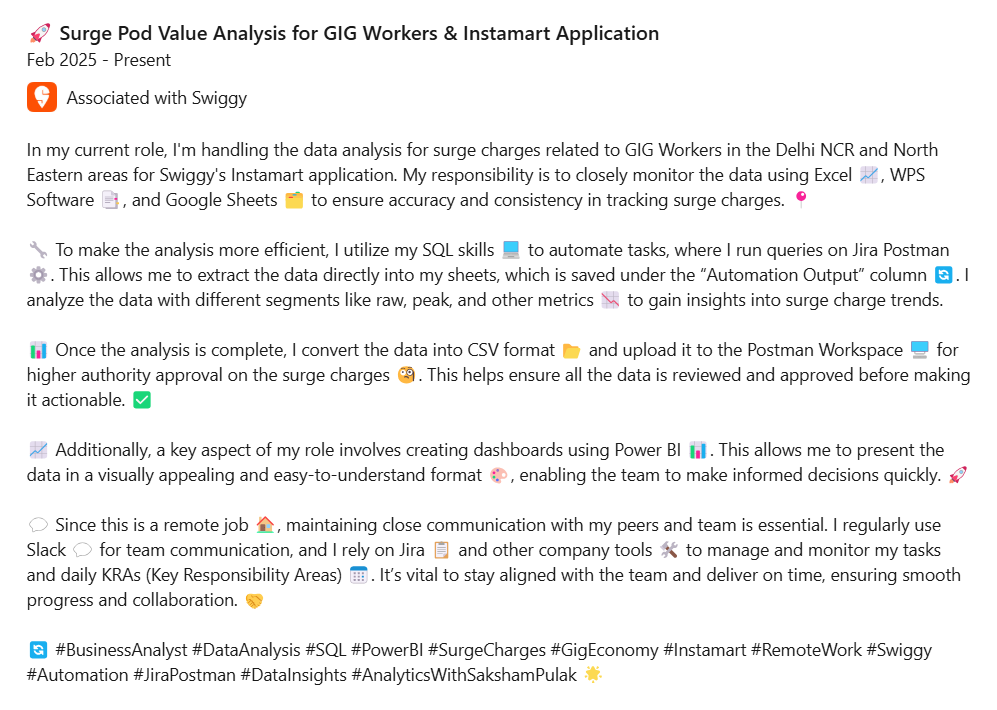 🚀 Surge Pod Value Analysis for GIG Workers & Instamart Application
Feb 2025 - Present
Associated with Swiggy
In my current role, I'm handling the data analysis for surge charges related to GIG Workers in the Delhi NCR and North
Eastern areas for Swiggy's Instamart application. My responsibility is to closely monitor the data using Excel 📈, WPS
Software 📑, and Google Sheets 🗂️ to ensure accuracy and consistency in tracking surge charges. 📍
🔧 To make the analysis more efficient, I utilize my SQL skills 💻 to automate tasks, where I run queries on Jira Postman
⚙️. This allows me to extract the data directly into my sheets, which is saved under the “Automation Output” column 🔄. I
analyze the data with different segments like raw, peak, and other metrics 📉 to gain insights into surge charge trends.
📊 Once the analysis is complete, I convert the data into CSV format 📂 and upload it to the Postman Workspace 🖥️ for
higher authority approval on the surge charges 🧐. This helps ensure all the data is reviewed and approved before making
it actionable. ✅
📈 Additionally, a key aspect of my role involves creating dashboards using Power BI 📊. This allows me to present the
data in a visually appealing and easy-to-understand format 🎨, enabling the team to make informed decisions quickly. 🚀
💬 Since this is a remote job 🏠, maintaining close communication with my peers and team is essential. I regularly use
Slack 💬 for team communication, and I rely on Jira 📋 and other company tools 🛠️ to manage and monitor my tasks
and daily KRAs (Key Responsibility Areas) 📅. It’s vital to stay aligned with the team and deliver on time, ensuring smooth
progress and collaboration. 🤝
🔄 #BusinessAnalyst #DataAnalysis #SQL #PowerBI #SurgeCharges #GigEconomy #Instamart #RemoteWork #Swiggy
#Automation #JiraPostman #DataInsights #AnalyticsWithSakshamPulak 🌟